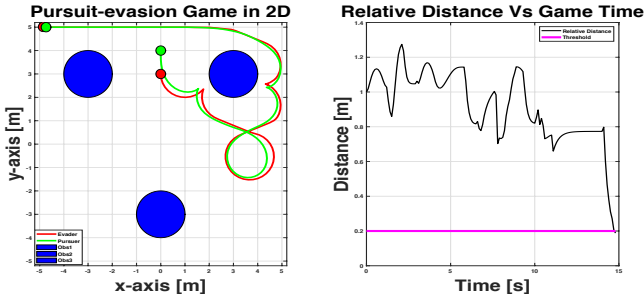 Pursuit-evasion Game in 2D
y-axis [m]
5
4
3
2
1
0
-1
-2
-3
-4
-5
Evader
Pursuer
Obs1
Obs2
Obs3
-5 -4 -3 -2 -1 0 1 2 3 4 5
x-axis [m]
Relative Distance Vs Game Time
Relative Distance
Threshold
Distance [m]
1.4
1.2
1
0.8
0.6
0.4
0.2
0
0 5 10 15
Time [s]